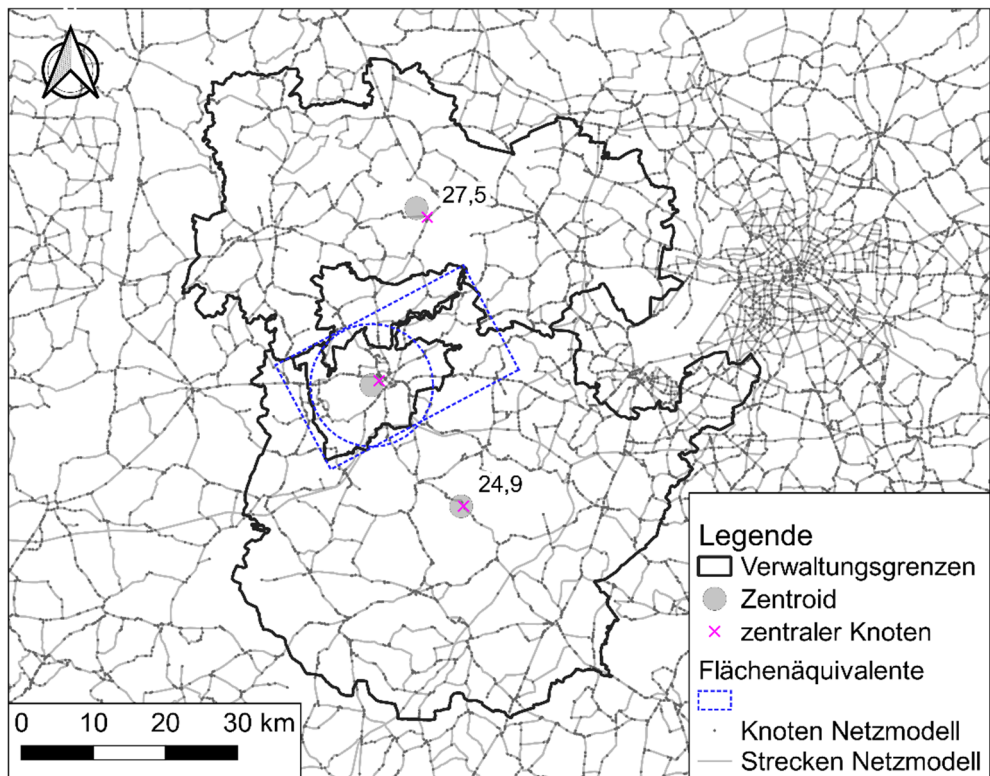 27,5
24,9
Legende
Verwaltungsgrenzen
Zentroid
zentraler Knoten
Flächenäquivalente
Knoten Netzmodell
Strecken Netzmodell
0 10 20 30 km